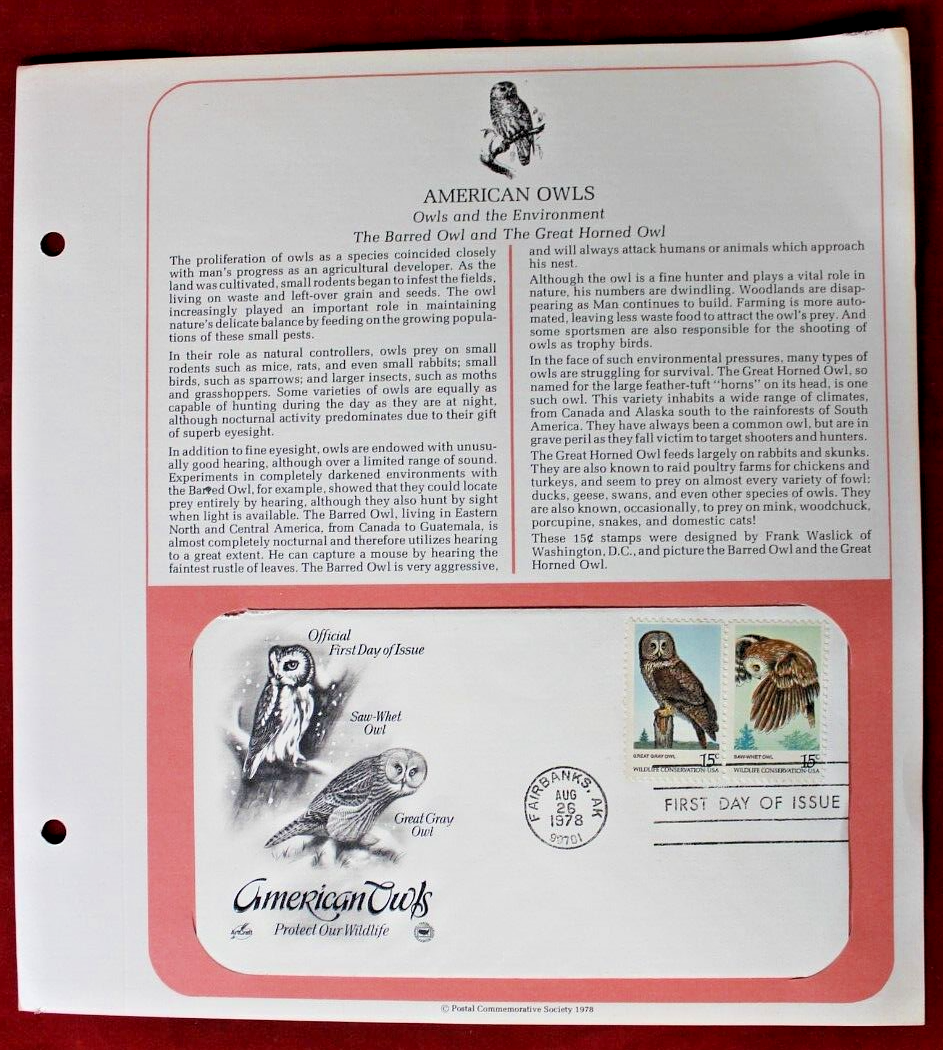 AMERICAN OWLS
Owls and the Environment
The Barred Owl and The Great Horned Owl
The proliferation of owls as a species coincided closely
with man's progress as an agricultural developer. As the
land was cultivated, small rodents began to infest the fields,
living on waste and left-over grain and seeds. The owl
increasingly played an important role in maintaining
nature's delicate balance by feeding on the growing popula-
tions of these small pests.
In their role as natural controllers, owls prey on small
rodents such as mice, rats, and even small rabbits; small
birds, such as sparrows; and larger insects, such as moths
and grasshoppers. Some varieties of owls are equally as
capable of hunting during the day as they are at night,
although nocturnal activity predominates due to their gift
of superb eyesight.
In addition to fine eyesight, owls are endowed with unusu-
ally good hearing, although over a limited range of sound.
Experiments in completely darkened environments with
the Barred Owl, for example, showed that they could locate
prey entirely by hearing, although they also hunt by sight
when light is available. The Barred Owl, living in Eastern
North and Central America, from Canada to Guatemala, is
almost completely nocturnal and therefore utilizes hearing
to a great extent. He can capture a mouse by hearing the
faintest rustle of leaves. The Barred Owl is very aggressive,
and will always attack humans or animals which approach
his nest.
Although the owl is a fine hunter and plays a vital role in
nature, his numbers are dwindling. Woodlands are disap-
pearing as Man continues to build. Farming is more auto-
mated, leaving less waste food to attract the owl's prey. And
some sportsmen are also responsible for the shooting of
owls as trophy birds.
In the face of such environmental pressures, many types of
owls are struggling for survival. The Great Horned Owl, so
named for the large feather-tuft "horns" on its head, is one
such owl. This variety inhabits a wide range of climates,
from Canada and Alaska south to the rainforests of South
America. They have always been a common owl, but are in
grave peril as they fall victim to target shooters and hunters.
The Great Horned Owl feeds largely on rabbits and skunks.
They are also known to raid poultry farms for chickens and
turkeys, and seem to prey on almost every variety of fowl:
ducks, geese, swans, and even other species of owls. They
are also known, occasionally, to prey on mink, woodchuck,
porcupine, snakes, and domestic cats!
These 15¢ stamps were designed by Frank Waslick of
Washington, D.C., and picture the Barred Owl and the Great
Horned Owl.
Official
First Day of Issue
Saw-Whet
Owl
Great Gray
Owl
American Owls
Protect Our Wildlife
ArtCraft
GREAT GRAY OWL
15c
WILDLIFE CONSERVATION·USA
SAW-WHET OWL
15c
WILDLIFE CONSERVATION·USA
FAIRBANKS, AK
AUG
26
1978
99701
FIRST DAY OF ISSUE
© Postal Commemorative Society 1978